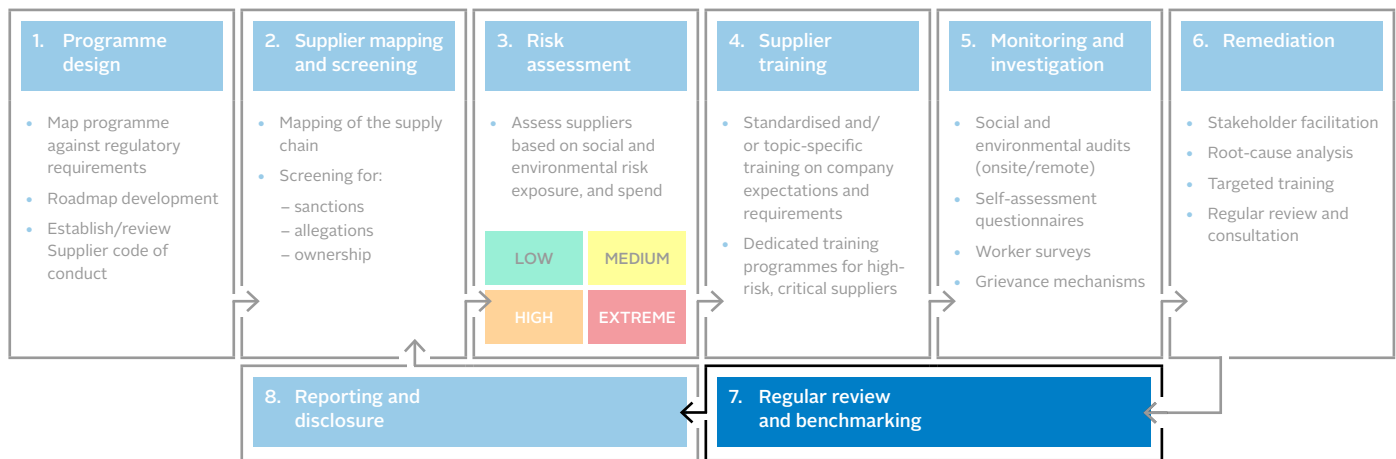 1. Programme
design
• Map programme
against regulatory
requirements
• Roadmap development
• Establish/review
Supplier code of
conduct
2. Supplier mapping
and screening
• Mapping of the supply
chain
• Screening for:
– sanctions
– allegations
– ownership
3. Risk
assessment
• Assess suppliers
based on social and
environmental risk
exposure, and spend
LOW
MEDIUM
HIGH
EXTREME
4. Supplier
training
• Standardised and/
or topic-specific
training on company
expectations and
requirements
• Dedicated training
programmes for high-
risk, critical suppliers
5. Monitoring and
investigation
• Social and
environmental audits
(onsite/remote)
• Self-assessment
questionnaires
• Worker surveys
• Grievance mechanisms
6. Remediation
• Stakeholder facilitation
• Root-cause analysis
• Targeted training
• Regular review and
consultation
7. Regular review
and benchmarking
8. Reporting and
disclosure